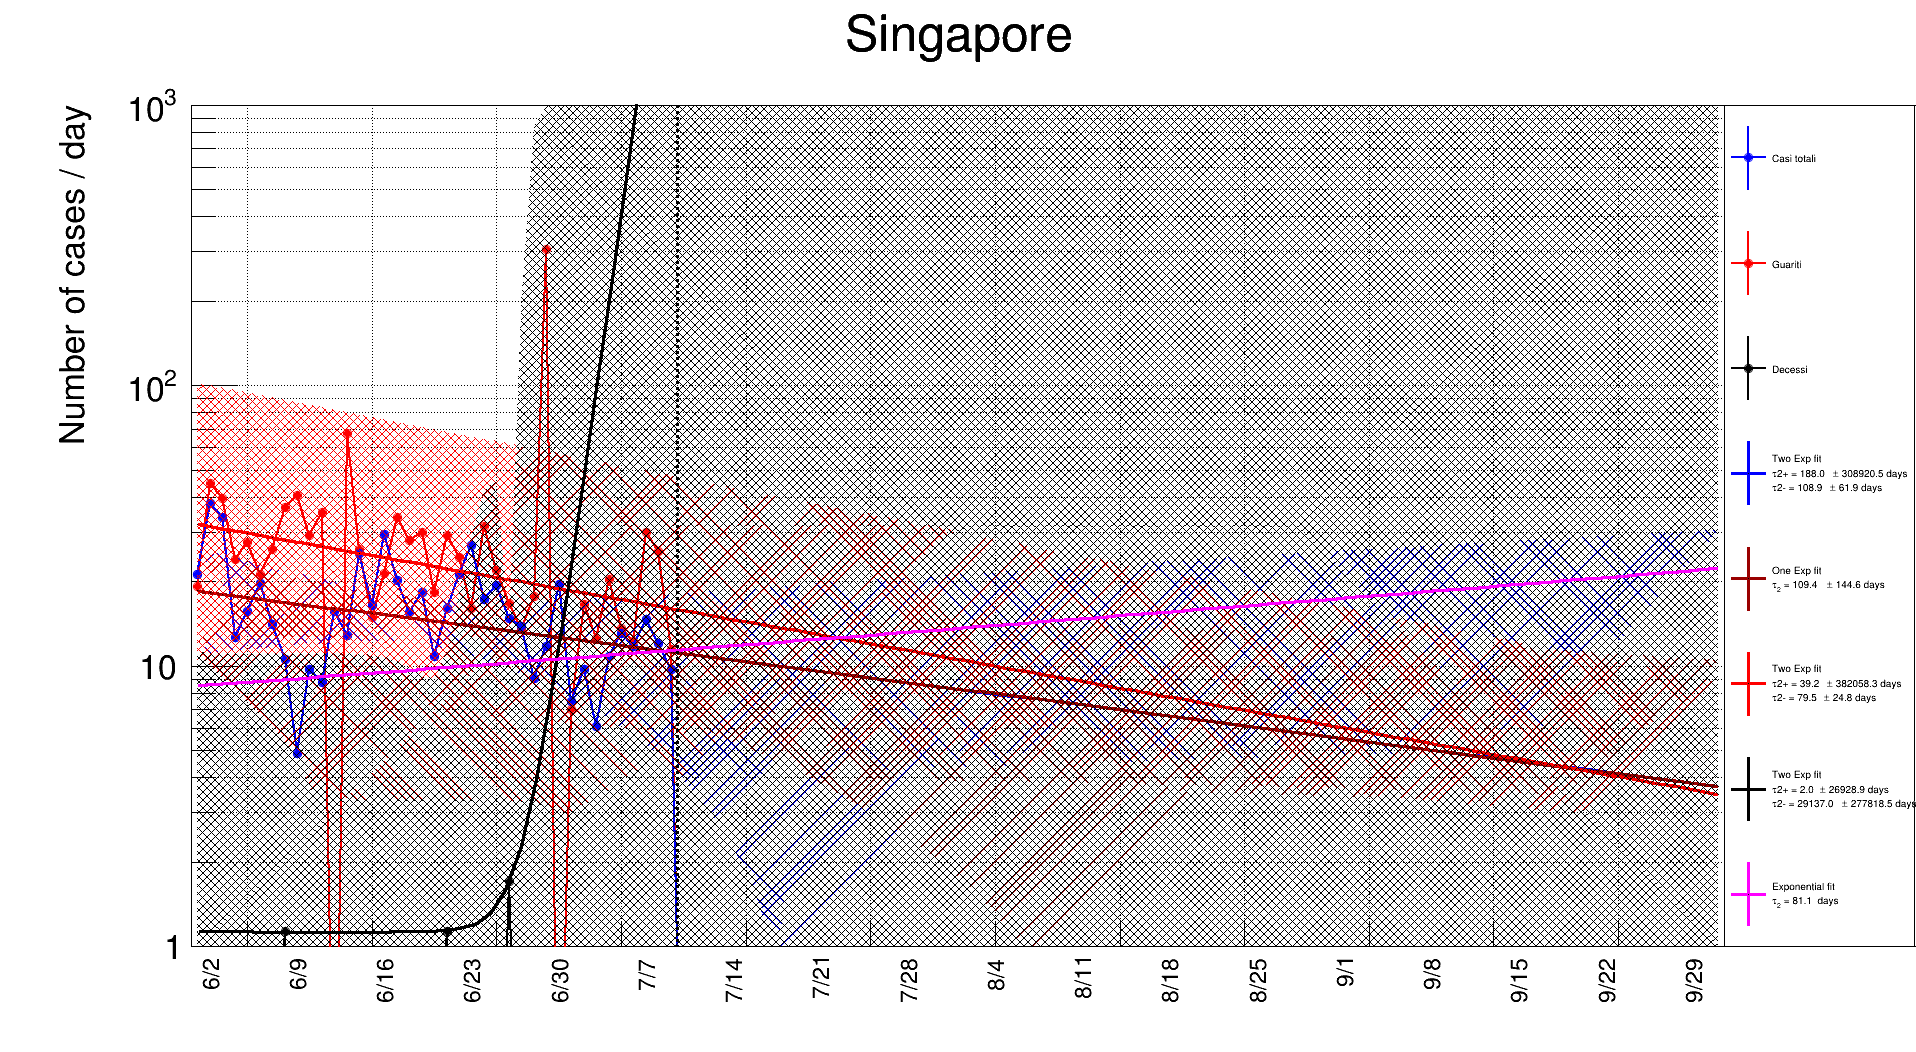 Singapore
Number of cases / day
10³
10²
10
1
6/2
6/9
6/16
6/23
6/30
7/7
7/14
7/21
7/28
8/4
8/11
8/18
8/25
9/1
9/8
9/15
9/22
9/29
Casi totali
Guariti
Decessi
Two Exp fit
τ2+ = 188.0 ± 308920.5 days
τ2- = 108.9 ± 61.9 days
One Exp fit
τ₂ = 109.4 ± 144.6 days
Two Exp fit
τ2+ = 39.2 ± 382058.3 days
τ2- = 79.5 ± 24.8 days
Two Exp fit
τ2+ = 2.0 ± 26928.9 days
τ2- = 29137.0 ± 277818.5 days
Exponential fit
τ₂ = 81.1 days